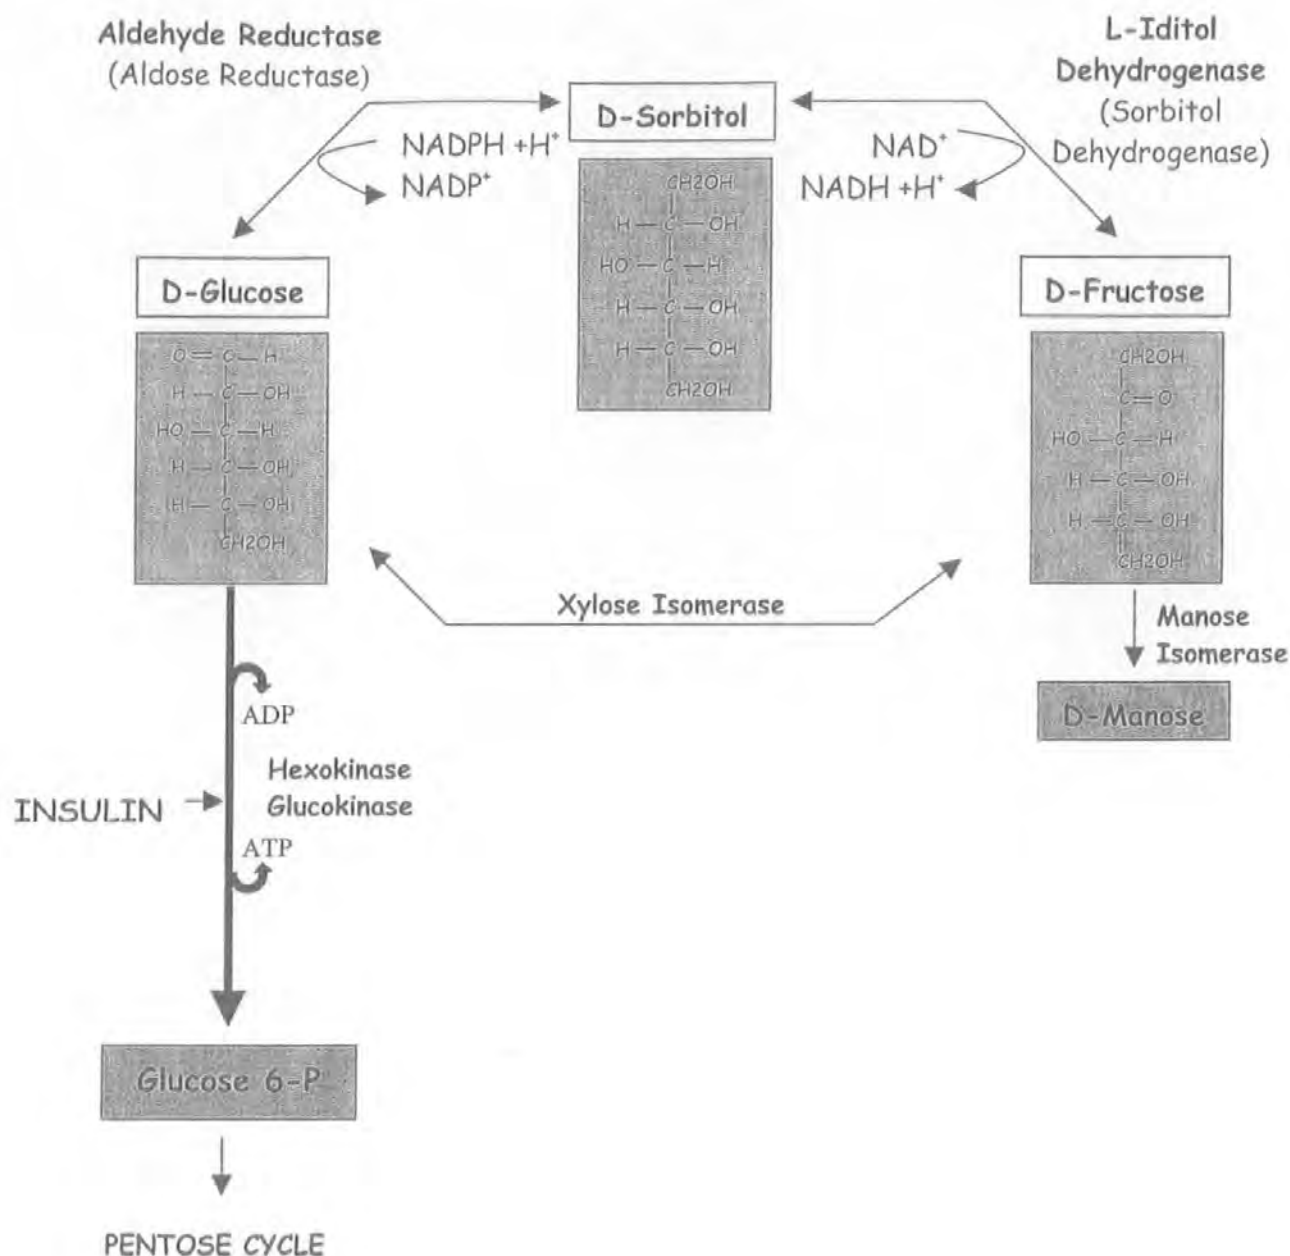 Aldehyde Reductase
(Aldose Reductase)
L-Iditol
Dehydrogenase
(Sorbitol
Dehydrogenase)
D-Sorbitol
NADPH +H⁺
NADP⁺
NAD⁺
NADH +H⁺
CH2OH
H — C — OH
HO — C — H
H — C — OH
H — C — OH
CH2OH
D-Glucose
O = C — H
H — C — OH
HO — C — H
H — C — OH
H — C — OH
CH2OH
D-Fructose
CH2OH
C = O
HO — C — H
H — C — OH
H — C — OH
CH2OH
Xylose Isomerase
Manose
Isomerase
D-Manose
ADP
Hexokinase
Glucokinase
INSULIN
ATP
Glucose 6-P
PENTOSE CYCLE